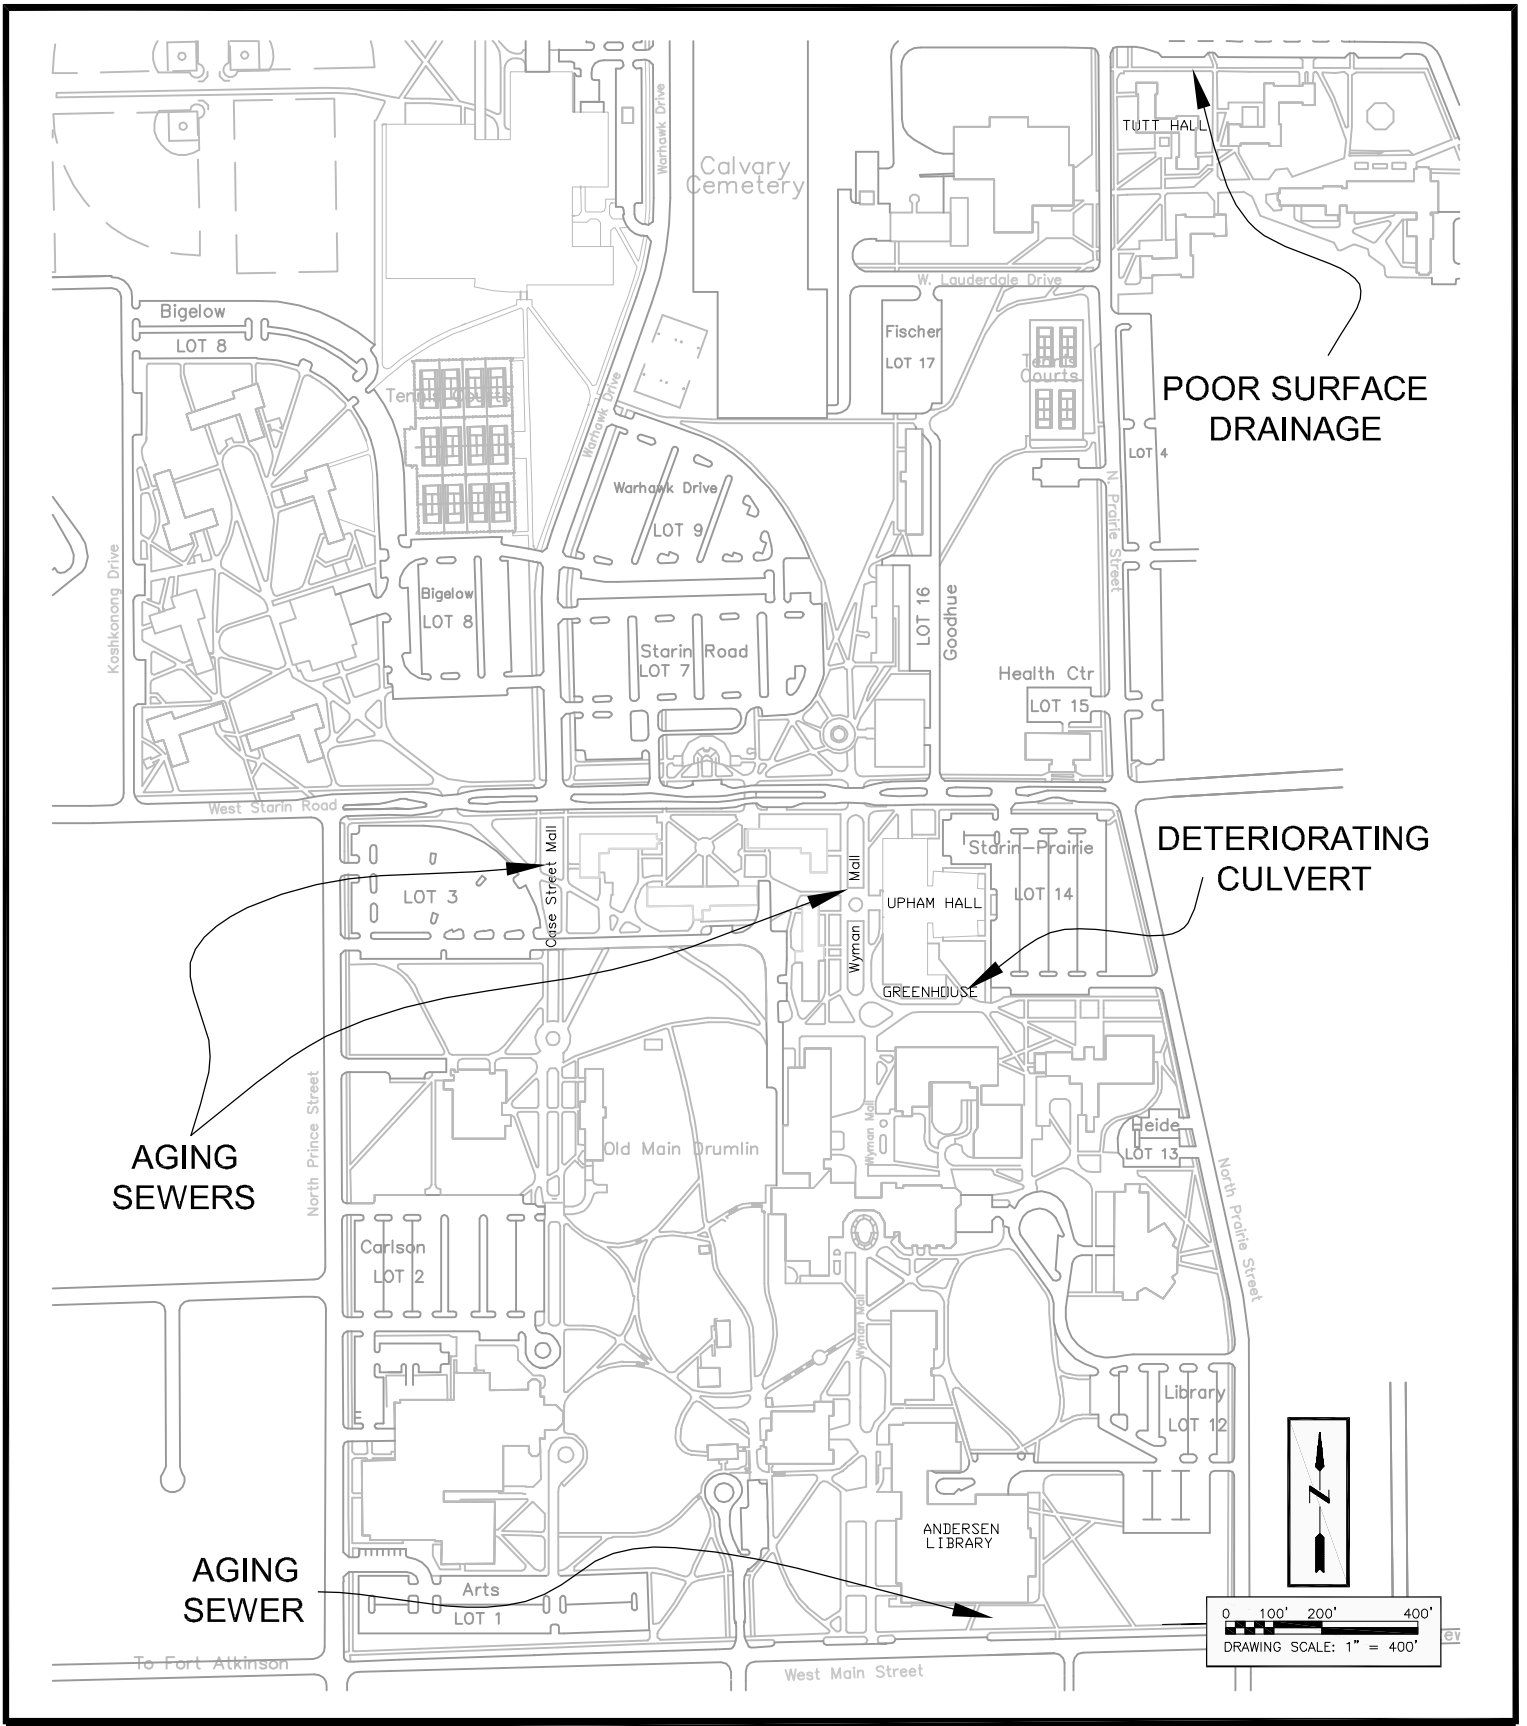 Warhawk Drive
Calvary
Cemetery
TUTT HALL
W. Lauderdale Drive
Bigelow
LOT 8
Fischer
LOT 17
Tennis
Courts
Tennis Courts
Warhawk Drive
POOR SURFACE
DRAINAGE
LOT 4
N. Prairie Street
Warhawk Drive
LOT 9
Koshkonong Drive
Bigelow
LOT 8
LOT 16
Goodhue
Starin Road
LOT 7
Health Ctr
LOT 15
West Starin Road
Case Street Mall
Mall
Wyman
Starin-Prairie
LOT 14
DETERIORATING
CULVERT
LOT 3
UPHAM HALL
GREENHOUSE
North Prince Street
Old Main Drumlin
Wyman Mall
Heide
LOT 13
AGING
SEWERS
North Prairie Street
Carlson
LOT 2
Wyman Mall
Library
LOT 12
N
ANDERSEN
LIBRARY
AGING
SEWER
Arts
LOT 1
0 100' 200' 400'
DRAWING SCALE: 1" = 400'
To Fort Atkinson
West Main Street